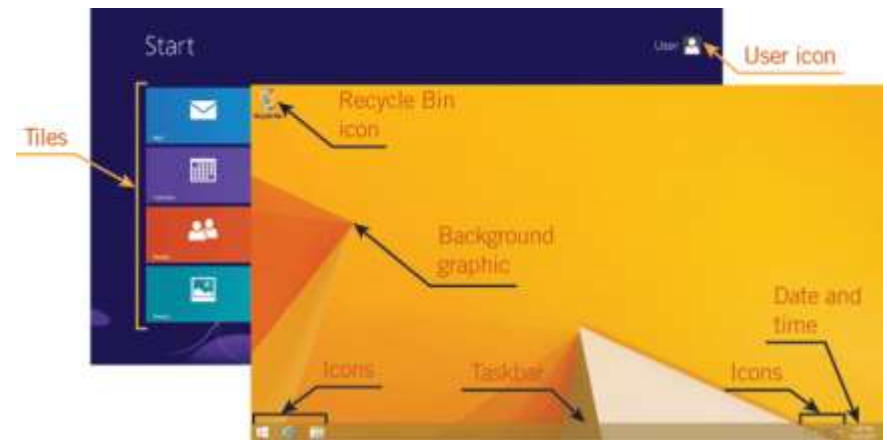 Start
User
User icon
Recycle Bin
icon
Tiles
Background
graphic
Date and
time
Icons
Taskbar
Icons